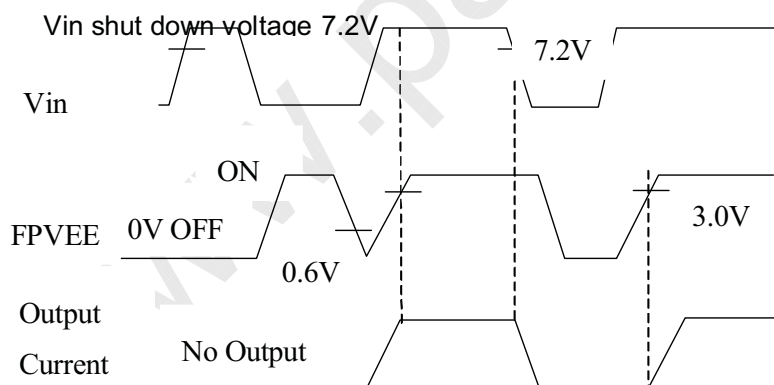 Vin shut down voltage 7.2V
7.2V
Vin
ON
FPVEE
0V OFF
3.0V
0.6V
Output
Current
No Output